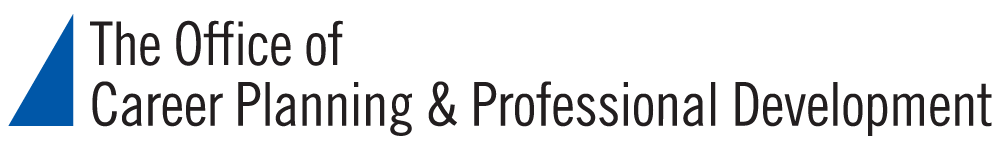 The Office of
Career Planning & Professional Development